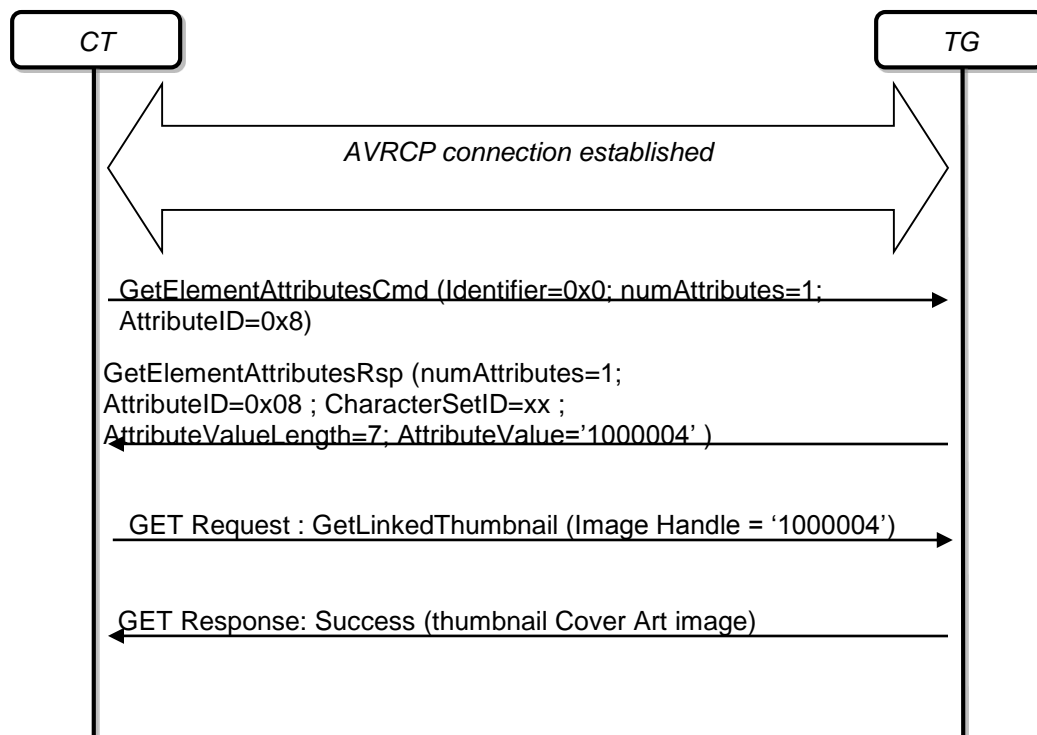 CT
TG
AVRCP connection established
GetElementAttributesCmd (Identifier=0x0; numAttributes=1;
AttributeID=0x8)
GetElementAttributesRsp (numAttributes=1;
AttributeID=0x08 ; CharacterSetID=xx ;
AttributeValueLength=7; AttributeValue='1000004' )
GET Request : GetLinkedThumbnail (Image Handle = ‘1000004’)
GET Response: Success (thumbnail Cover Art image)